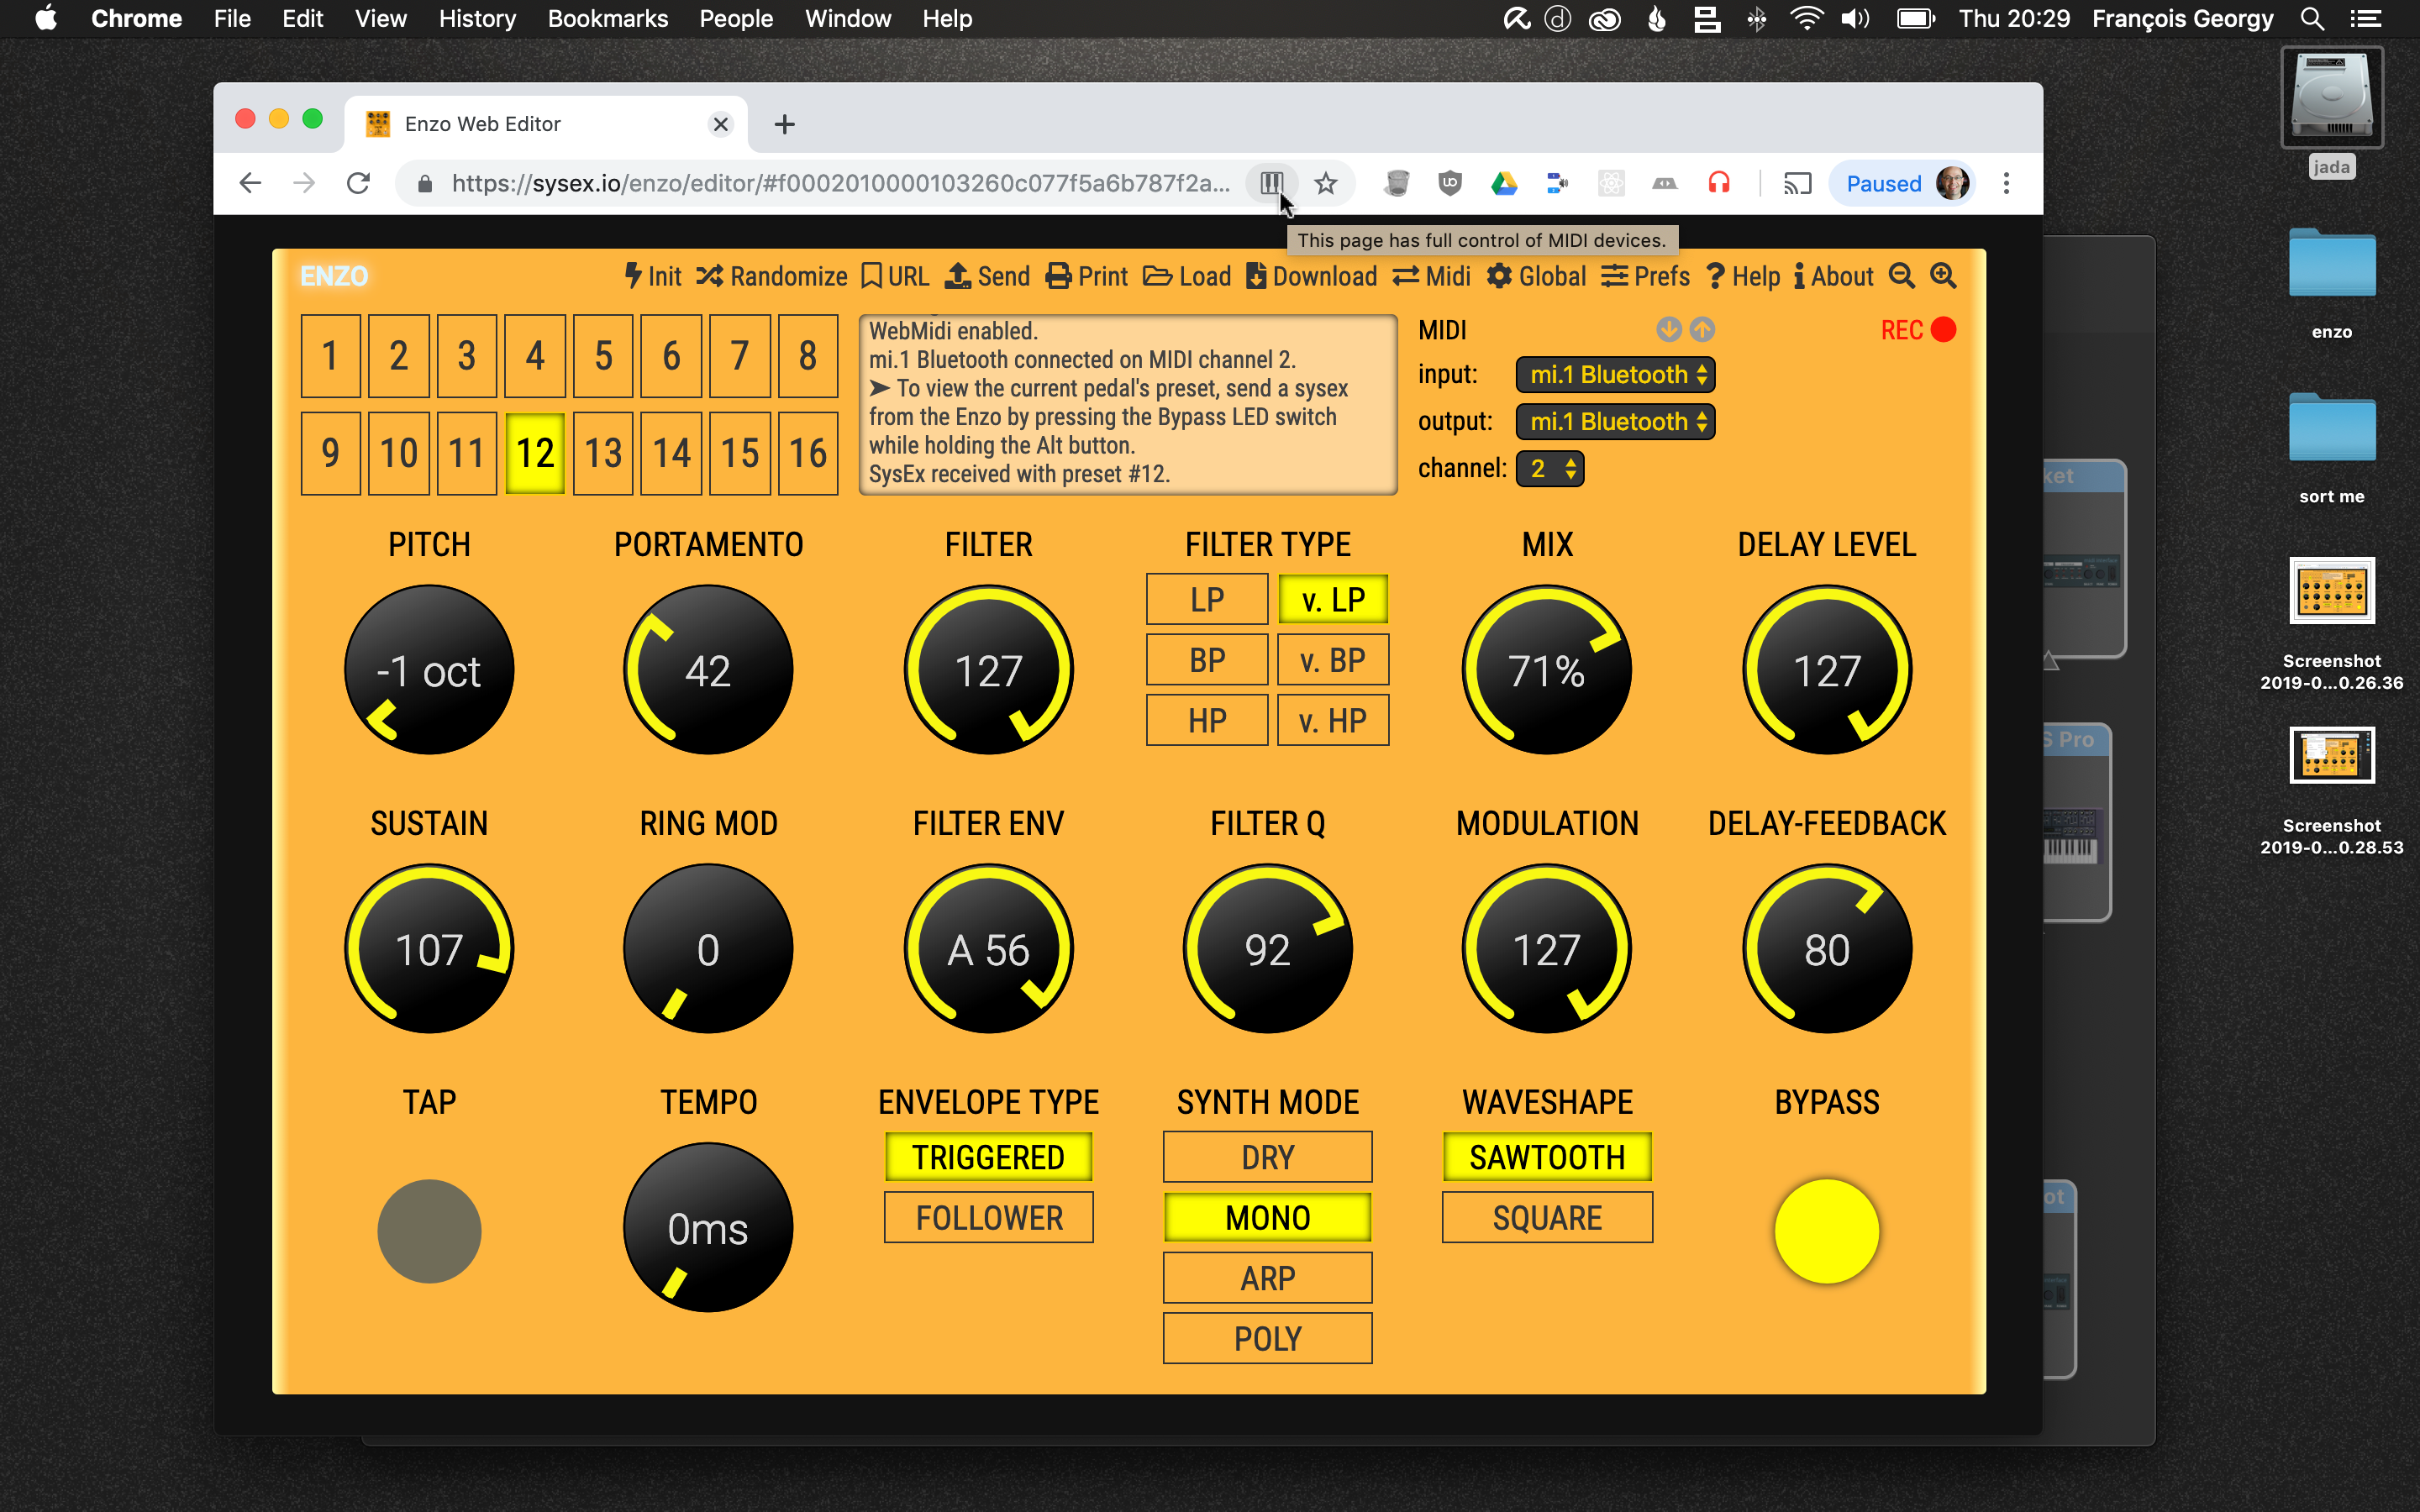 Chrome File Edit View History Bookmarks People Window Help Thu 20:29 François Georgy
Enzo Web Editor
https://sysex.io/enzo/editor/#f0002010000103260c077f5a6b787f2a... Paused
This page has full control of MIDI devices.
ENZO Init Randomize URL Send Print Load Download Midi Global Prefs Help About
1 2 3 4 5 6 7 8
9 10 11 12 13 14 15 16
WebMidi enabled.
mi.1 Bluetooth connected on MIDI channel 2.
➤ To view the current pedal's preset, send a sysex
from the Enzo by pressing the Bypass LED switch
while holding the Alt button.
SysEx received with preset #12.
MIDI REC
input: mi.1 Bluetooth
output: mi.1 Bluetooth
channel: 2
PITCH PORTAMENTO FILTER FILTER TYPE MIX DELAY LEVEL
-1 oct 42 127 71% 127
LP v. LP
BP v. BP
HP v. HP
SUSTAIN RING MOD FILTER ENV FILTER Q MODULATION DELAY-FEEDBACK
107 0 A 56 92 127 80
TAP TEMPO ENVELOPE TYPE SYNTH MODE WAVESHAPE BYPASS
0ms
TRIGGERED
FOLLOWER
DRY
MONO
ARP
POLY
SAWTOOTH
SQUARE
jada
enzo
sort me
Screenshot
2019-0...0.26.36
Screenshot
2019-0...0.28.53
ket
S Pro
ot